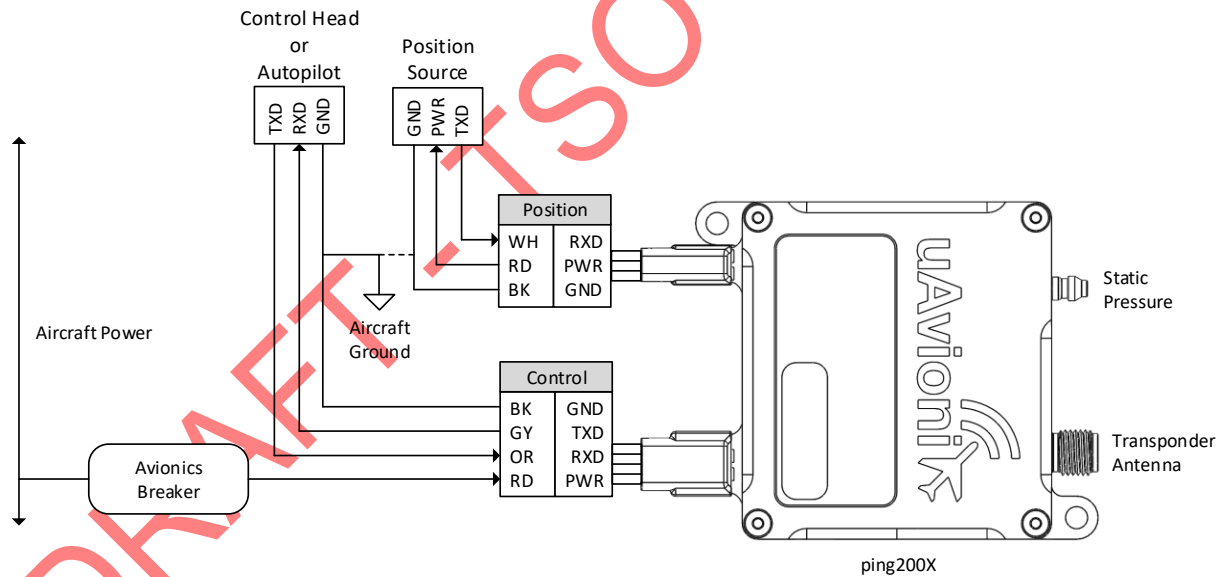 Control Head
or
Autopilot
Position
Source
TXD
RXD
GND
GND
PWR
TXD
Position
WH RXD
RD PWR
BK GND
Aircraft
Ground
Aircraft Power
Control
BK GND
GY TXD
OR RXD
RD PWR
Avionics
Breaker
uAvionix
Static
Pressure
Transponder
Antenna
ping200X
DRAFT - TSO